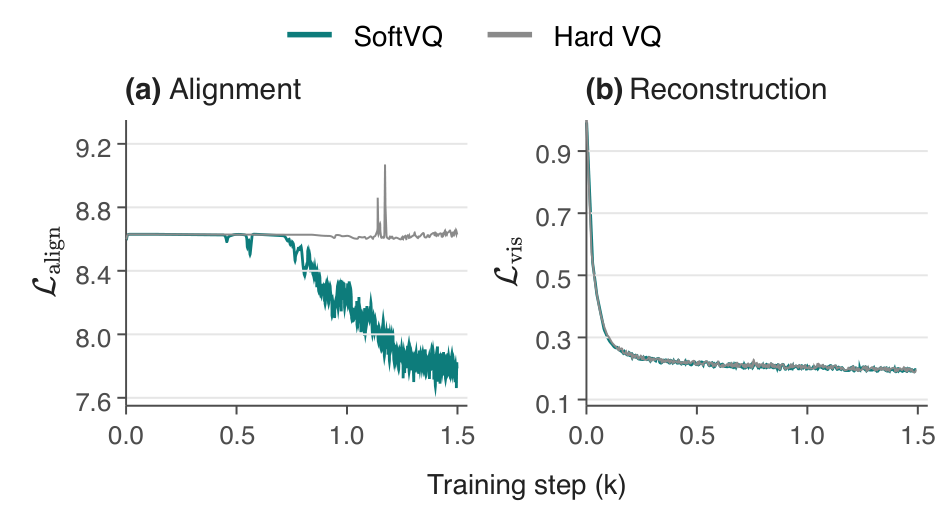 SoftVQ Hard VQ
(a) Alignment
(b) Reconstruction
ℒalign
9.2
8.8
8.4
8.0
7.6
0.0 0.5 1.0 1.5
ℒvis
0.9
0.7
0.5
0.3
0.1
0.0 0.5 1.0 1.5
Training step (k)